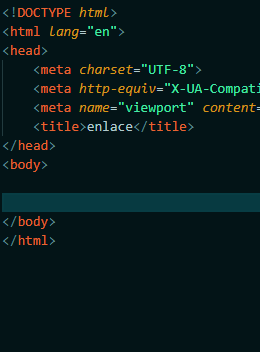 <!DOCTYPE html>
<html lang="en">
<head>
<meta charset="UTF-8">
<meta http-equiv="X-UA-Compati
<meta name="viewport" content=
<title>enlace</title>
</head>
<body>
</body>
</html>